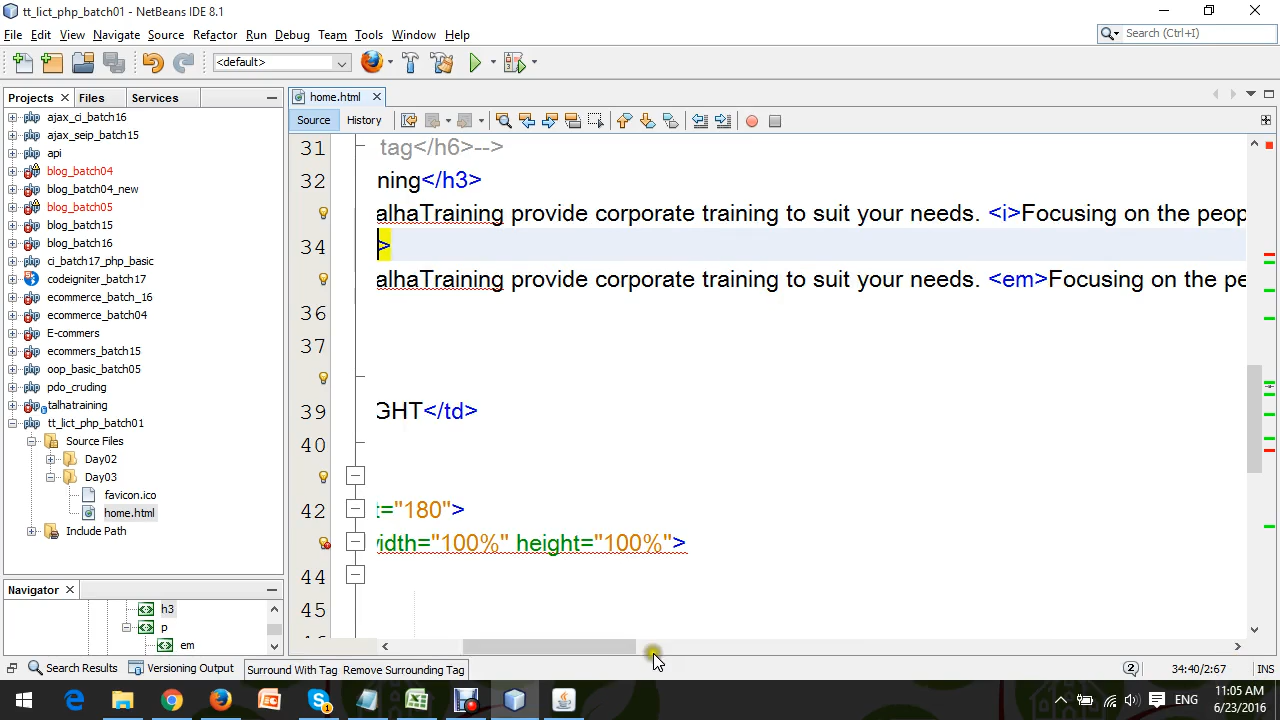 tt_lict_php_batch01 - NetBeans IDE 8.1
File Edit View Navigate Source Refactor Run Debug Team Tools Window Help
Search (Ctrl+I)
<default>
Projects Files Services
home.html
Source History
ajax_ci_batch16
ajax_seip_batch15
api
blog_batch04
blog_batch04_new
blog_batch05
blog_batch15
blog_batch16
ci_batch17_php_basic
codeigniter_batch17
ecommerce_batch_16
ecommerce_batch04
E-commers
ecommers_batch15
oop_basic_batch05
pdo_cruding
talhatraining
tt_lict_php_batch01
Source Files
Day02
Day03
favicon.ico
home.html
Include Path
Navigator
h3
p
em
31 tag</h6>-->
32 ning</h3>
alhaTraining provide corporate training to suit your needs. <i>Focusing on the peop
34 >
alhaTraining provide corporate training to suit your needs. <em>Focusing on the pe
36
37
39 GHT</td>
40
42 t="180">
vidth="100%" height="100%">
44
45
Search Results Versioning Output Surround With Tag Remove Surrounding Tag
2 34:40/2:67 INS
ENG
11:05 AM
6/23/2016